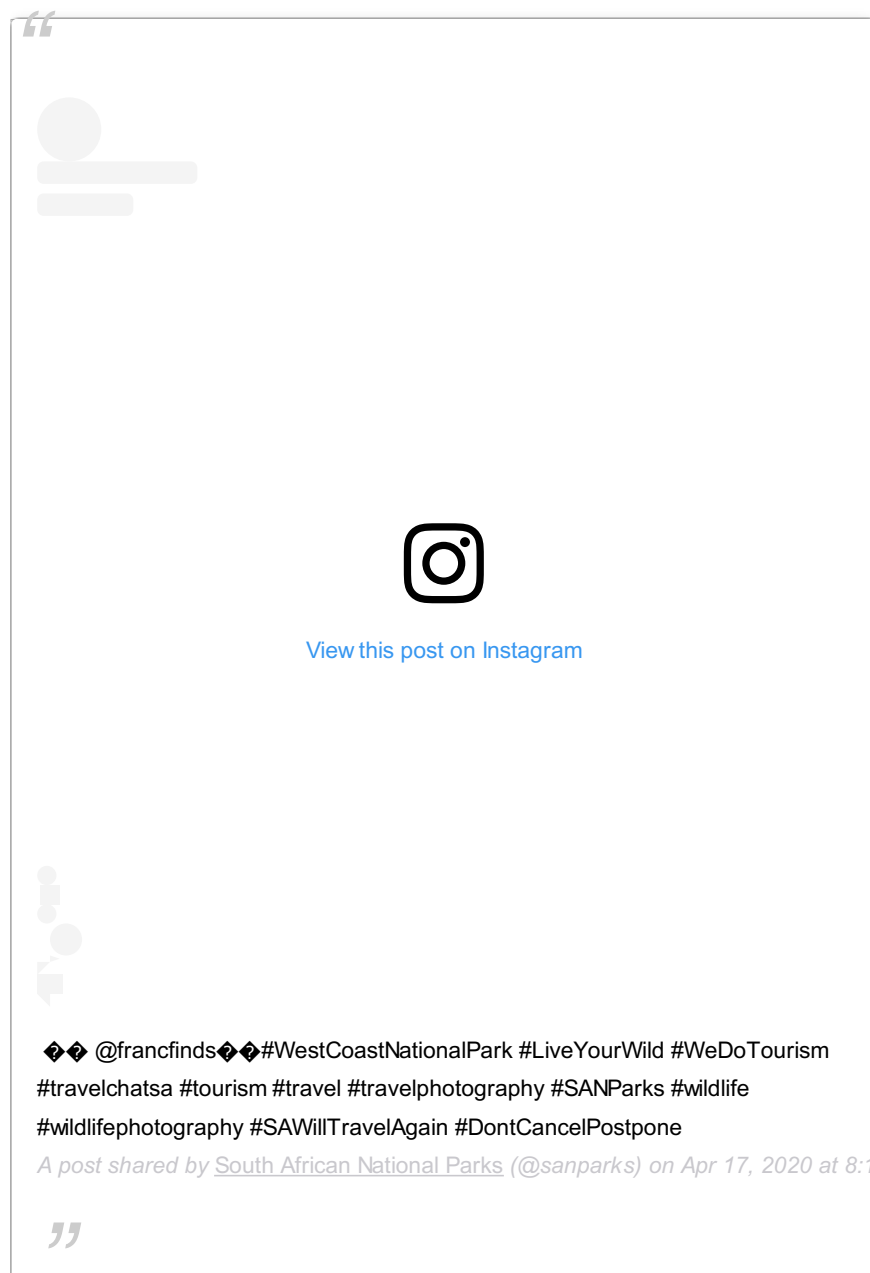 “
View this post on Instagram
�� @francfinds��#WestCoastNationalPark #LiveYourWild #WeDoTourism
#travelchatsa #tourism #travel #travelphotography #SANParks #wildlife
#wildlifephotography #SAWillTravelAgain #DontCancelPostpone
A post shared by South African National Parks (@sanparks) on Apr 17, 2020 at
”